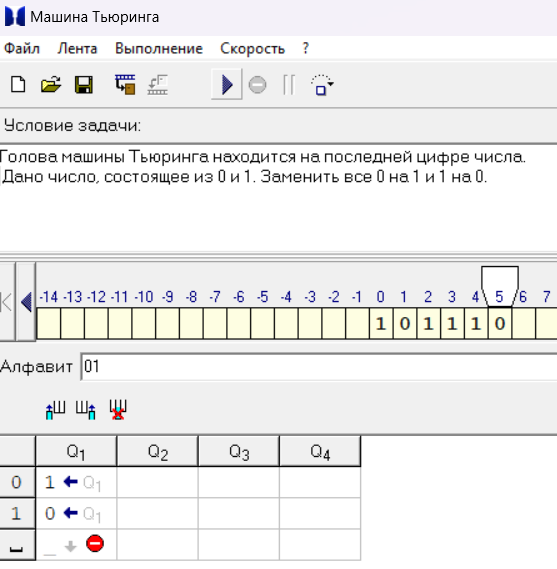 Машина Тьюринга
Файл Лента Выполнение Скорость ?
Условие задачи:
Голова машины Тьюринга находится на последней цифре числа.
Дано число, состоящее из 0 и 1. Заменить все 0 на 1 и 1 на 0.
-14 -13 -12 -11 -10 -9 -8 -7 -6 -5 -4 -3 -2 -1 0 1 2 3 4 5 6 7
1 0 1 1 1 0
Алфавит 01
Q1 Q2 Q3 Q4
0 1 ← Q1
1 0 ← Q1
_ ↓